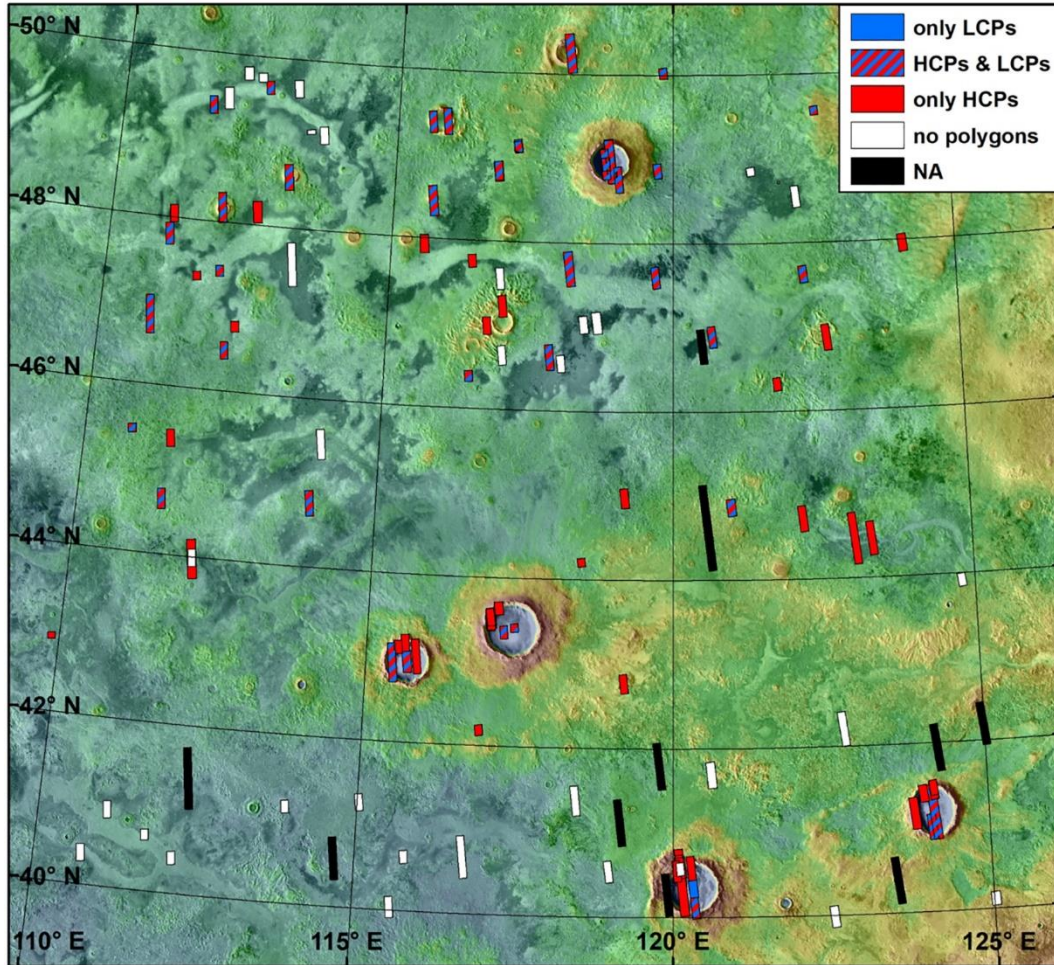 50° N
only LCPs
HCPs & LCPs
only HCPs
no polygons
NA
48° N
46° N
44° N
42° N
40° N
110° E
115° E
120° E
125° E